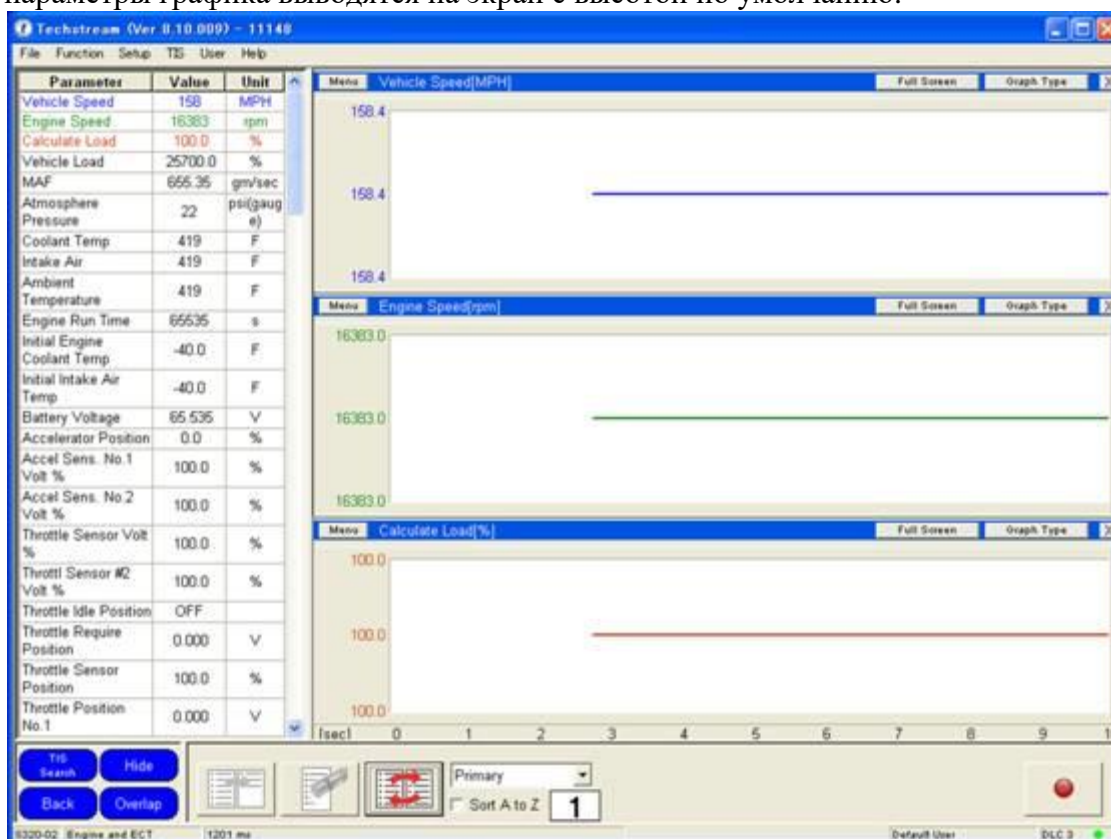 параметры графика выводятся на экран с высотой по умолчанию.
Techstream (Ver 8.10.009) - 11148
File Function Setup TIS User Help
Parameter Value Unit
Vehicle Speed 158 MPH
Engine Speed 16383 rpm
Calculate Load 100.0 %
Vehicle Load 25700.0 %
MAF 655.35 gm/sec
Atmosphere
Pressure 22 psi(gaug
e)
Coolant Temp 419 F
Intake Air 419 F
Ambient
Temperature 419 F
Engine Run Time 65535 s
Initial Engine
Coolant Temp -40.0 F
Initial Intake Air
Temp -40.0 F
Battery Voltage 65.535 V
Accelerator Position 0.0 %
Accel Sens. No.1
Volt % 100.0 %
Accel Sens. No.2
Volt % 100.0 %
Throttle Sensor Volt
% 100.0 %
Throttl Sensor #2
Volt % 100.0 %
Throttle Idle Position OFF
Throttle Require
Position 0.000 V
Throttle Sensor
Position 100.0 %
Throttle Position
No.1 0.000 V
Menu Vehicle Speed[MPH] Full Screen Graph Type X
158.4
158.4
158.4
Menu Engine Speed[rpm] Full Screen Graph Type X
16383.0
16383.0
16383.0
Menu Calculate Load[%] Full Screen Graph Type X
100.0
100.0
100.0
[sec] 0 1 2 3 4 5 6 7 8 9 1
TIS
Search
Hide
Back Overlap
Primary
Sort A to Z 1
6320-02 Engine and ECT 1201 ms Default User DLC 3